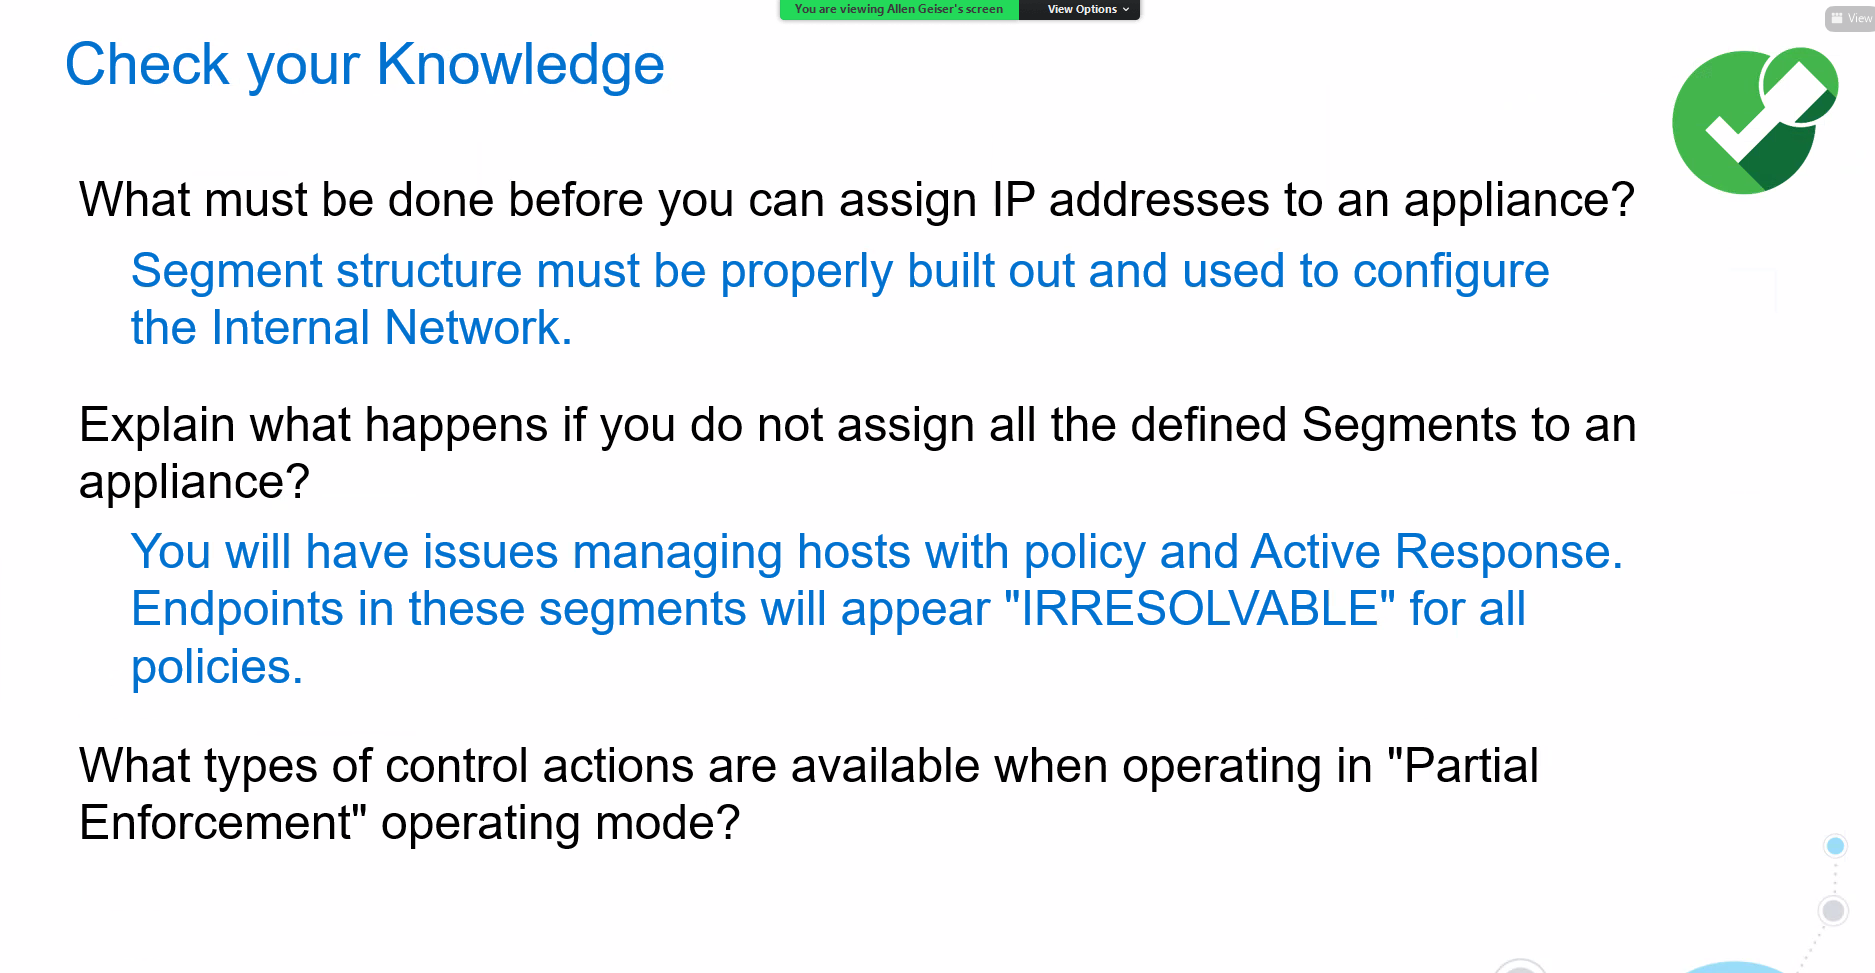 You are viewing Allen Geiser's screen
View Options
View
Check your Knowledge
What must be done before you can assign IP addresses to an appliance?
Segment structure must be properly built out and used to configure
the Internal Network.
Explain what happens if you do not assign all the defined Segments to an
appliance?
You will have issues managing hosts with policy and Active Response.
Endpoints in these segments will appear "IRRESOLVABLE" for all
policies.
What types of control actions are available when operating in "Partial
Enforcement" operating mode?